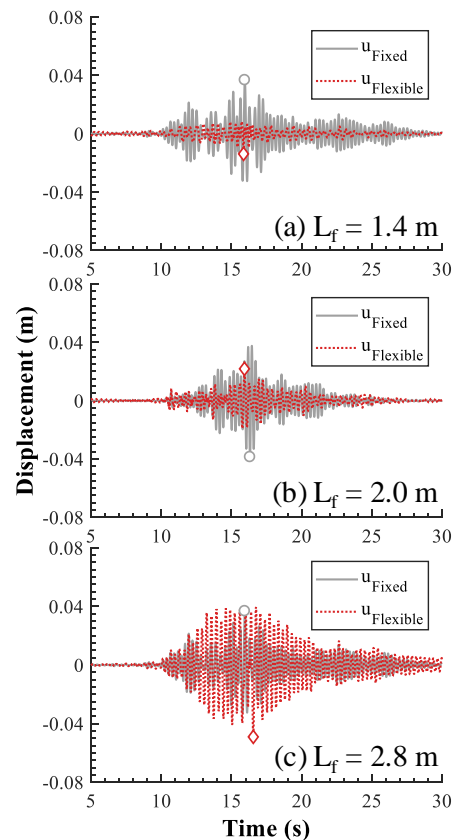 0.08
u_Fixed
u_Flexible
0.04
0
-0.04
(a) L_f = 1.4 m
-0.08
5 10 15 20 25 30
0.08
u_Fixed
u_Flexible
0.04
0
-0.04
(b) L_f = 2.0 m
-0.08
5 10 15 20 25 30
Displacement (m)
0.08
u_Fixed
u_Flexible
0.04
0
-0.04
(c) L_f = 2.8 m
-0.08
5 10 15 20 25 30
Time (s)